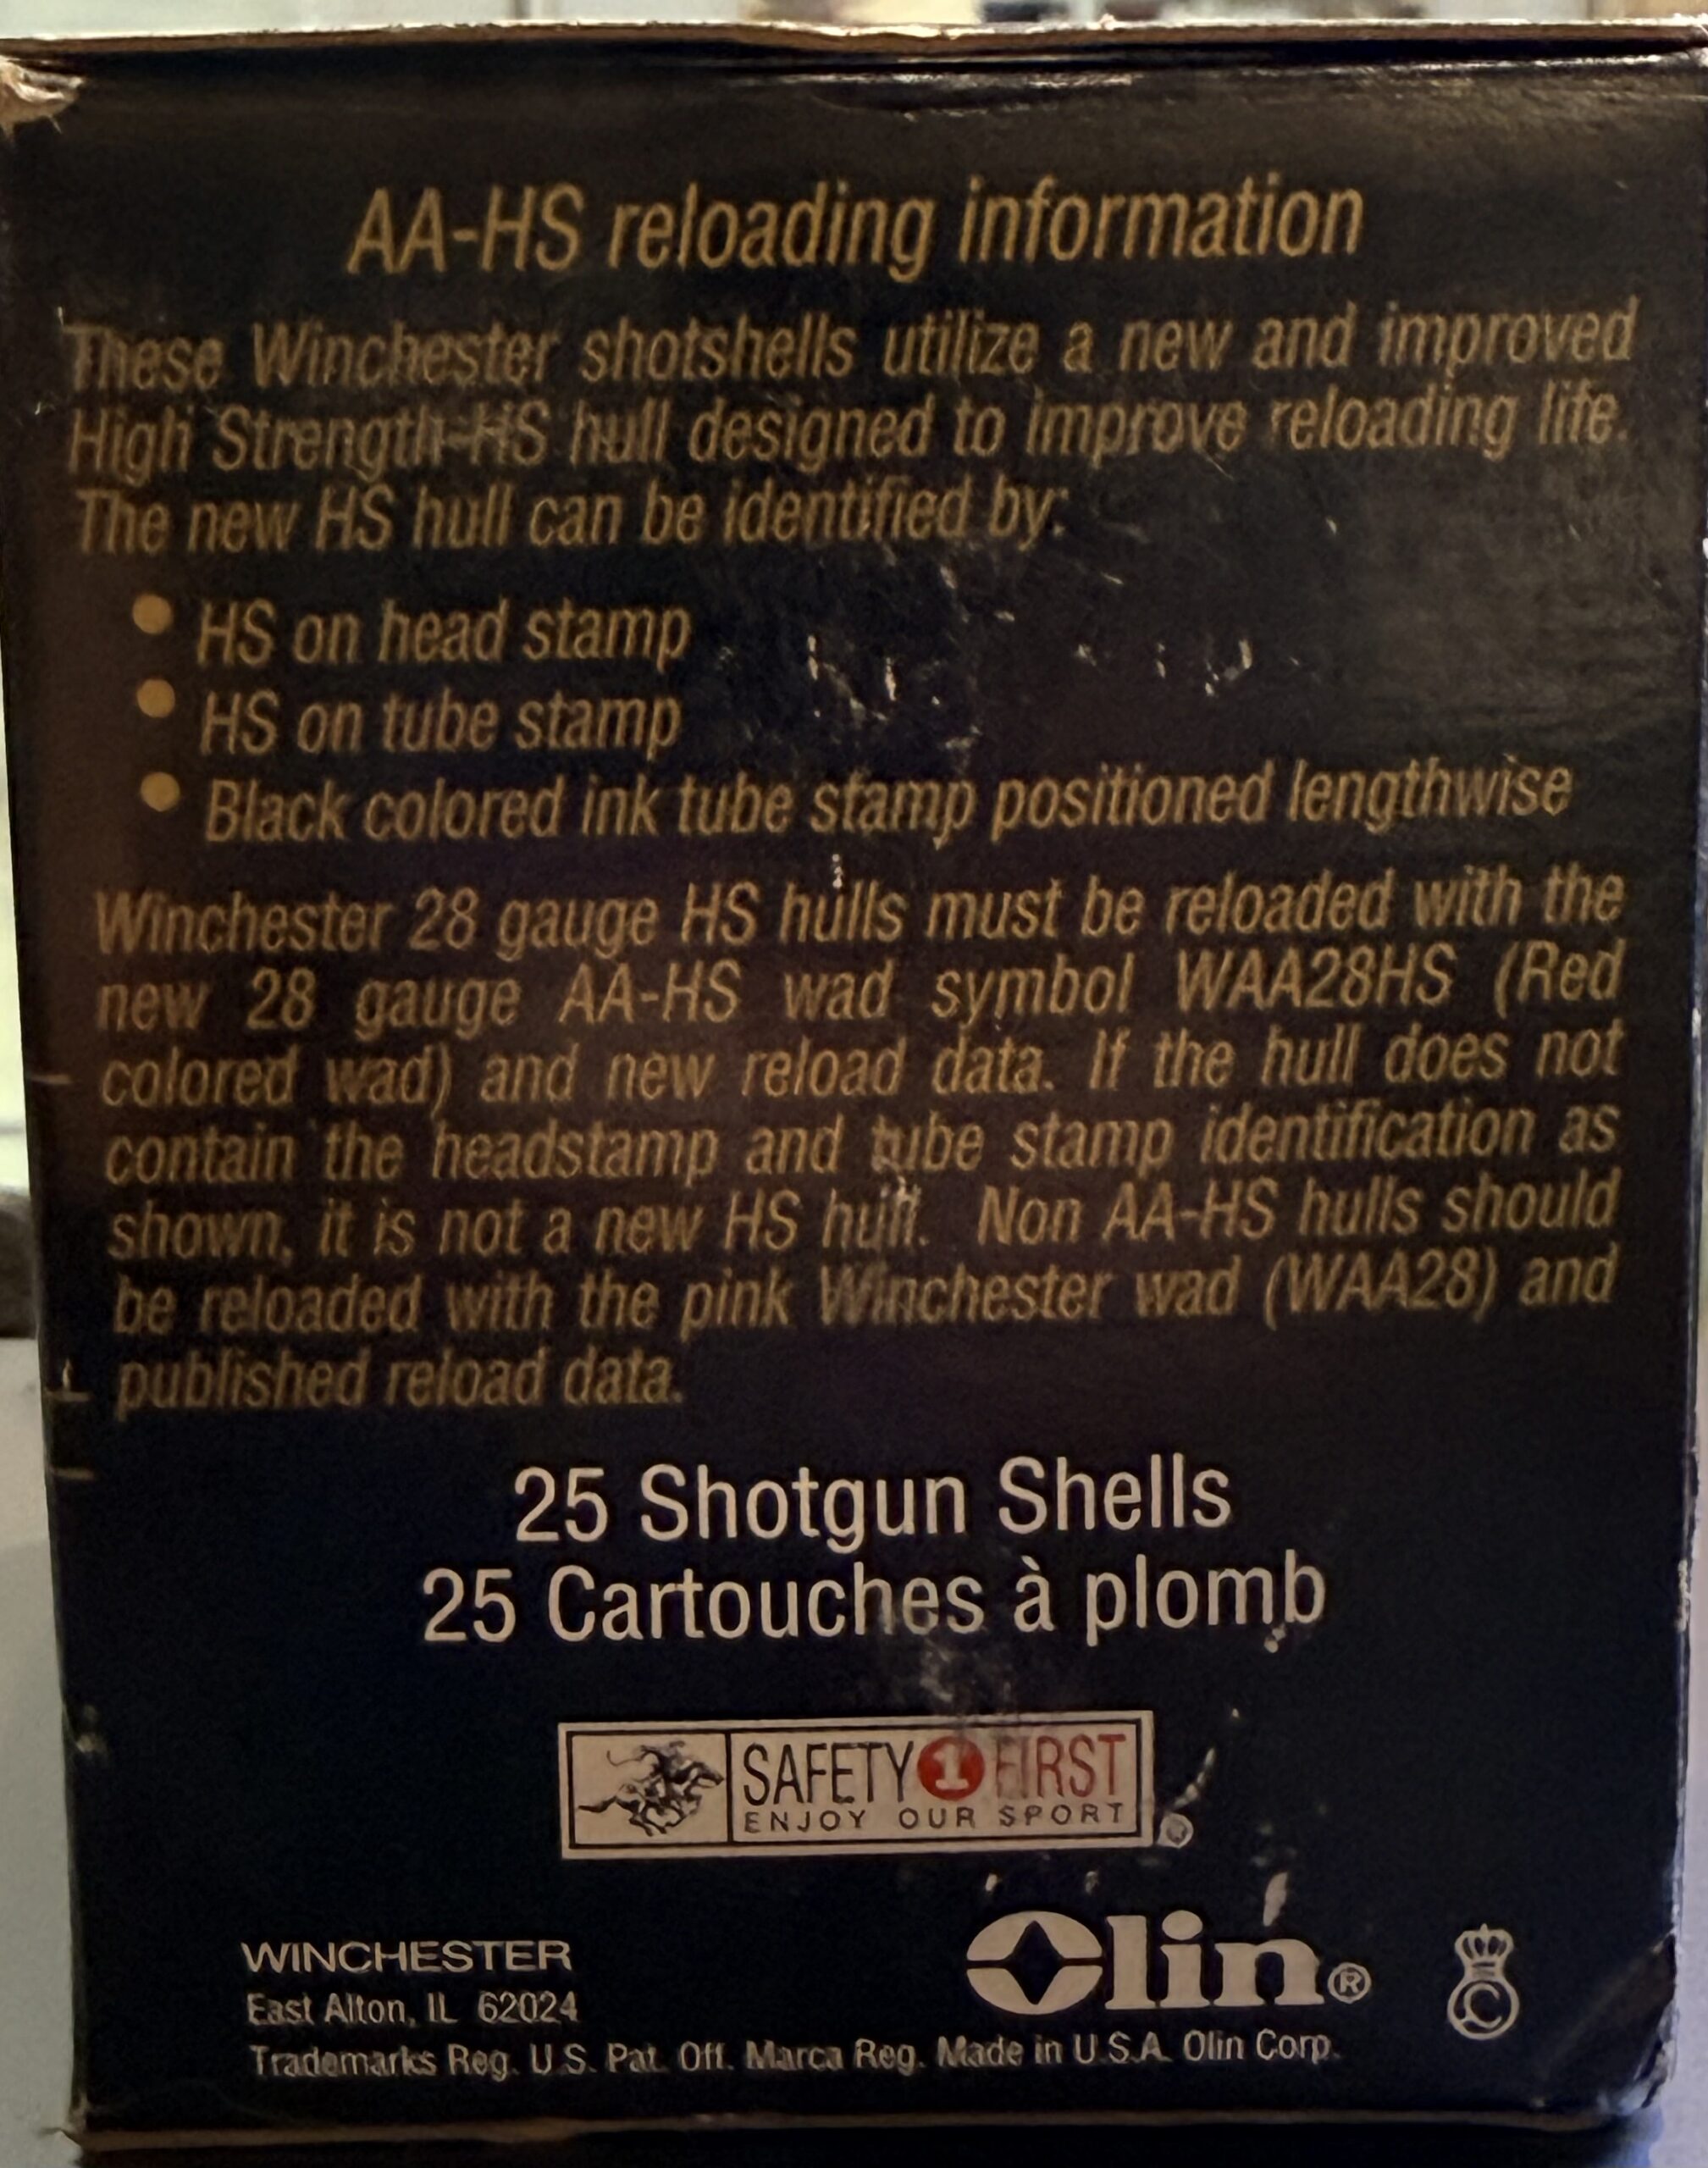 AA-HS reloading information
These Winchester shotshells utilize a new and improved
High Strength-HS hull designed to improve reloading life.
The new HS hull can be identified by:
• HS on head stamp
• HS on tube stamp
• Black colored ink tube stamp positioned lengthwise
Winchester 28 gauge HS hulls must be reloaded with the
new 28 gauge AA-HS wad symbol WAA28HS (Red
colored wad) and new reload data. If the hull does not
contain the headstamp and tube stamp identification as
shown, it is not a new HS hull. Non AA-HS hulls should
be reloaded with the pink Winchester wad (WAA28) and
published reload data.
25 Shotgun Shells
25 Cartouches à plomb
SAFETY 1 FIRST
ENJOY OUR SPORT ®
Olin®
WINCHESTER
East Alton, IL 62024
Trademarks Reg. U.S. Pat. Off. Marca Reg. Made in U.S.A. Olin Corp.